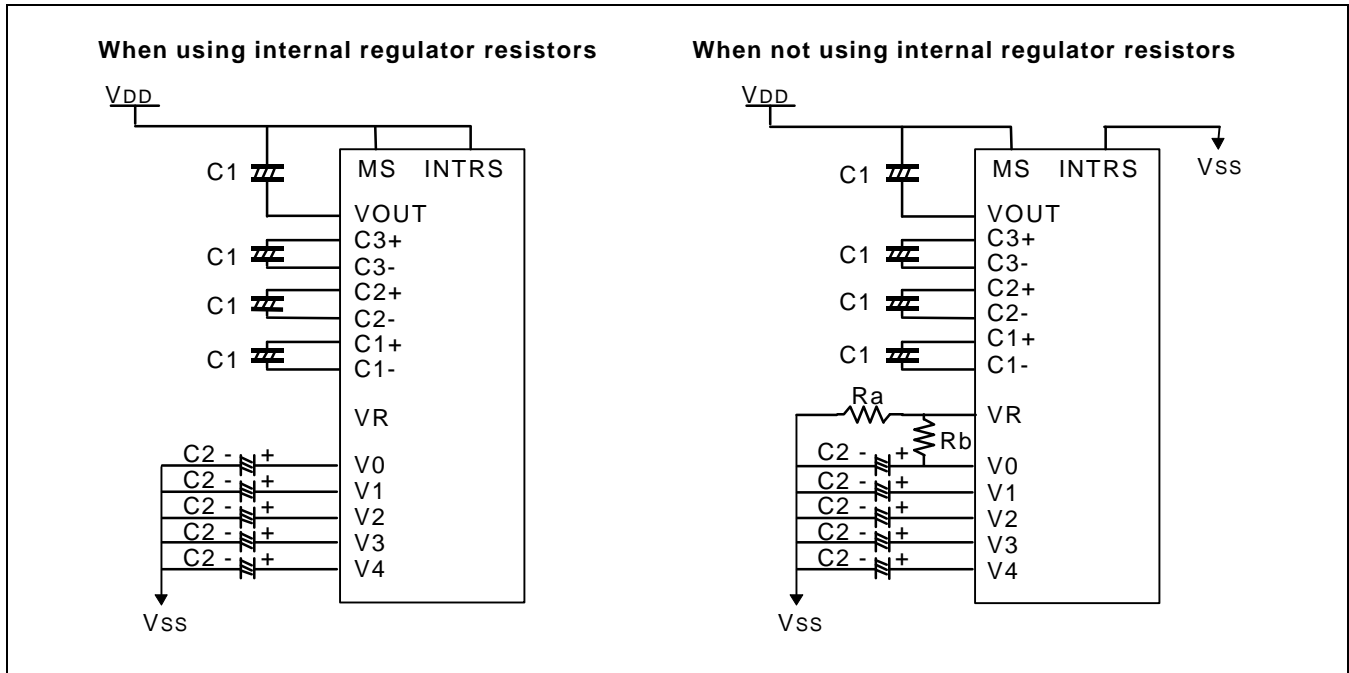 When using internal regulator resistors
VDD
MS INTRS
C1
VOUT
C3+
C1
C3-
C2+
C1
C2-
C1+
C1
C1-
VR
C2 - + V0
C2 - + V1
C2 - + V2
C2 - + V3
C2 - + V4
VSS
When not using internal regulator resistors
VDD
MS INTRS
VSS
C1
VOUT
C3+
C1
C3-
C2+
C1
C2-
C1+
C1
C1-
Ra
VR
Rb
C2 - + V0
C2 - + V1
C2 - + V2
C2 - + V3
C2 - + V4
VSS